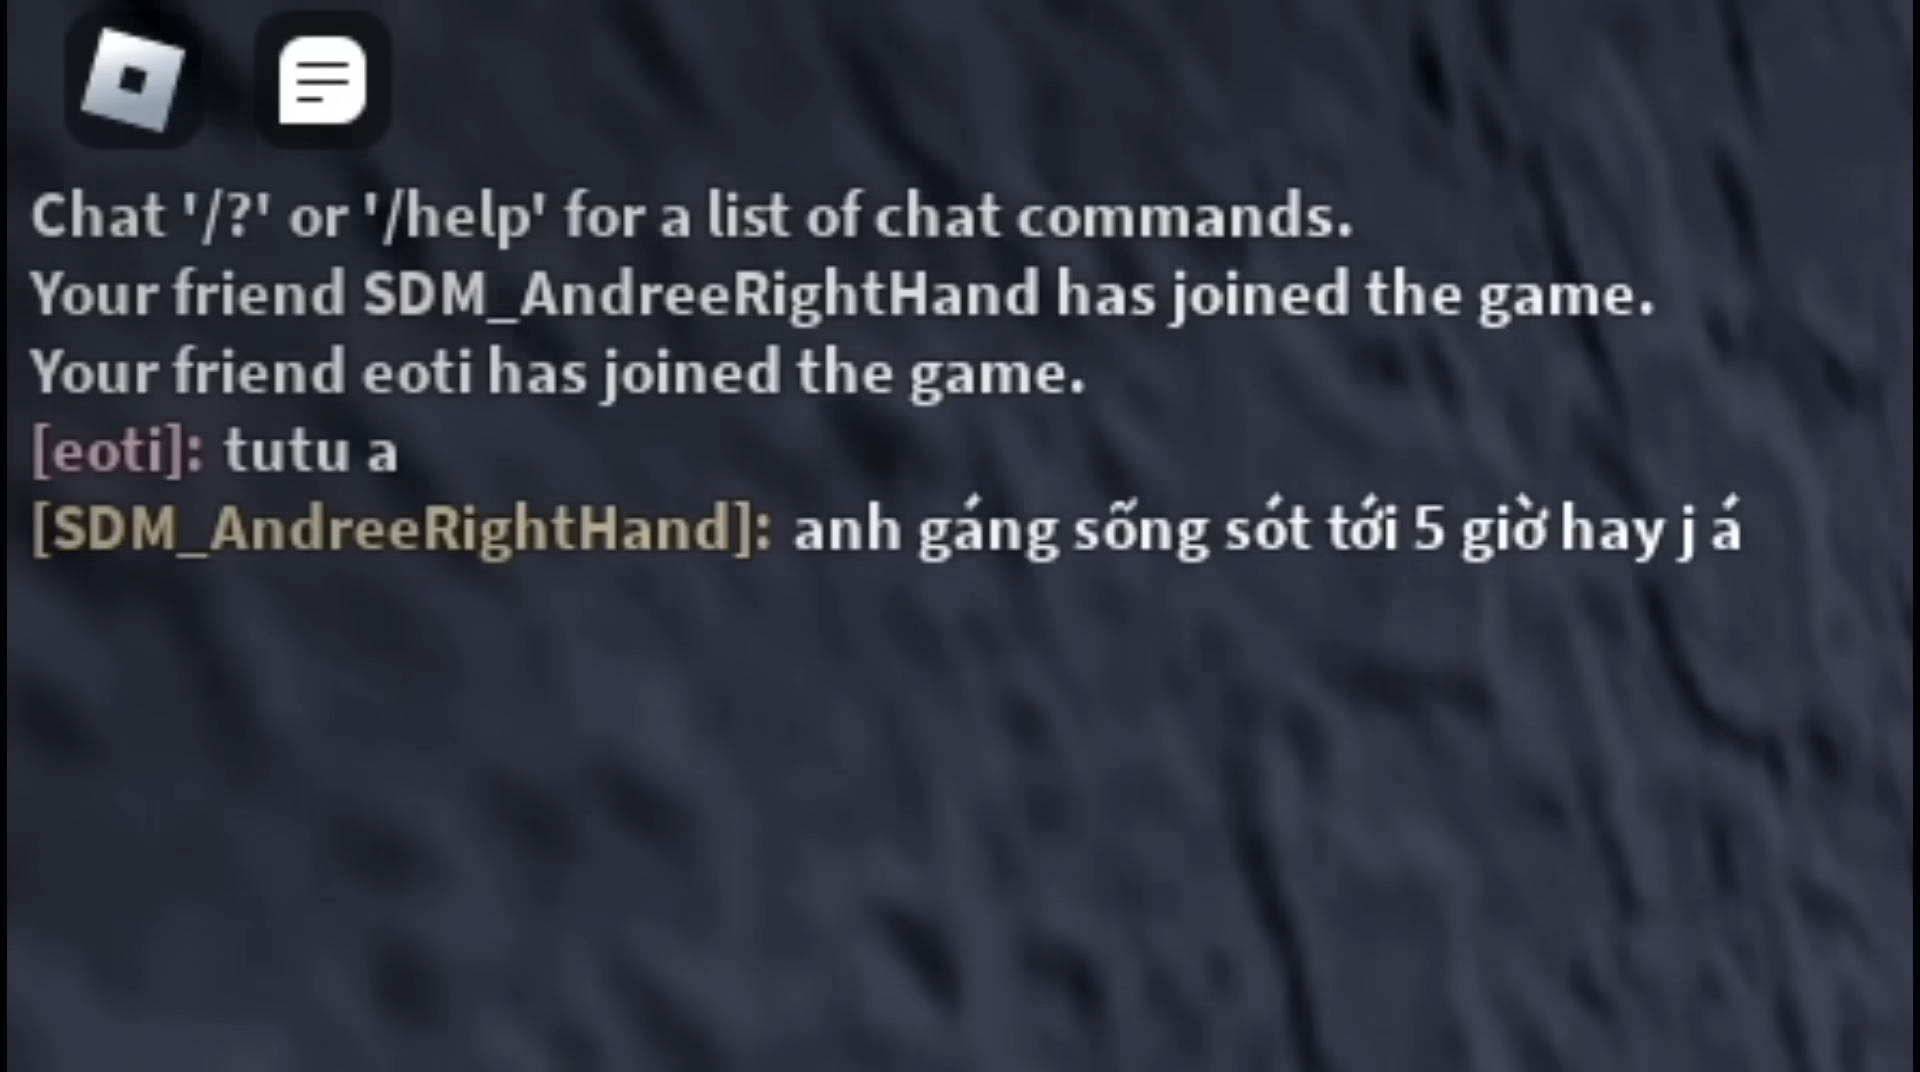 Chat '/?' or '/help' for a list of chat commands.
Your friend SDM_AndreeRightHand has joined the game.
Your friend eoti has joined the game.
[eoti]: tutu a
[SDM_AndreeRightHand]: anh gáng sõng sót tới 5 giờ hay j á